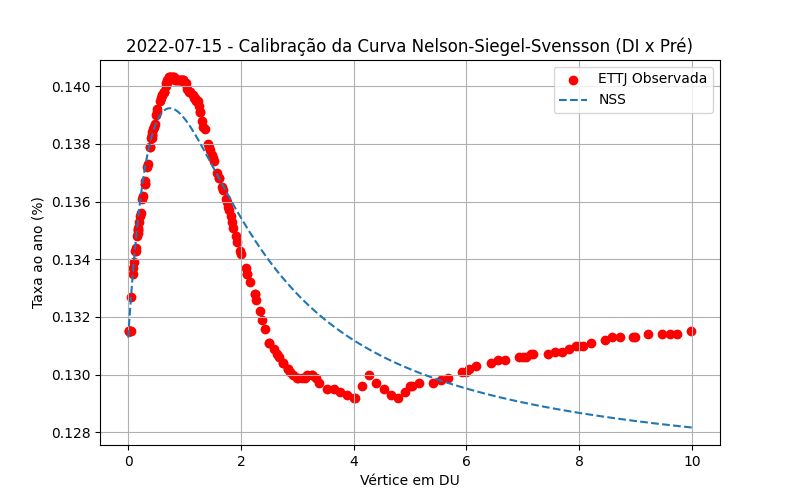 2022-07-15 - Calibração da Curva Nelson-Siegel-Svensson (DI x Pré)
ETTJ Observada
NSS
Taxa ao ano (%)
0.140
0.138
0.136
0.134
0.132
0.130
0.128
0 2 4 6 8 10
Vértice em DU